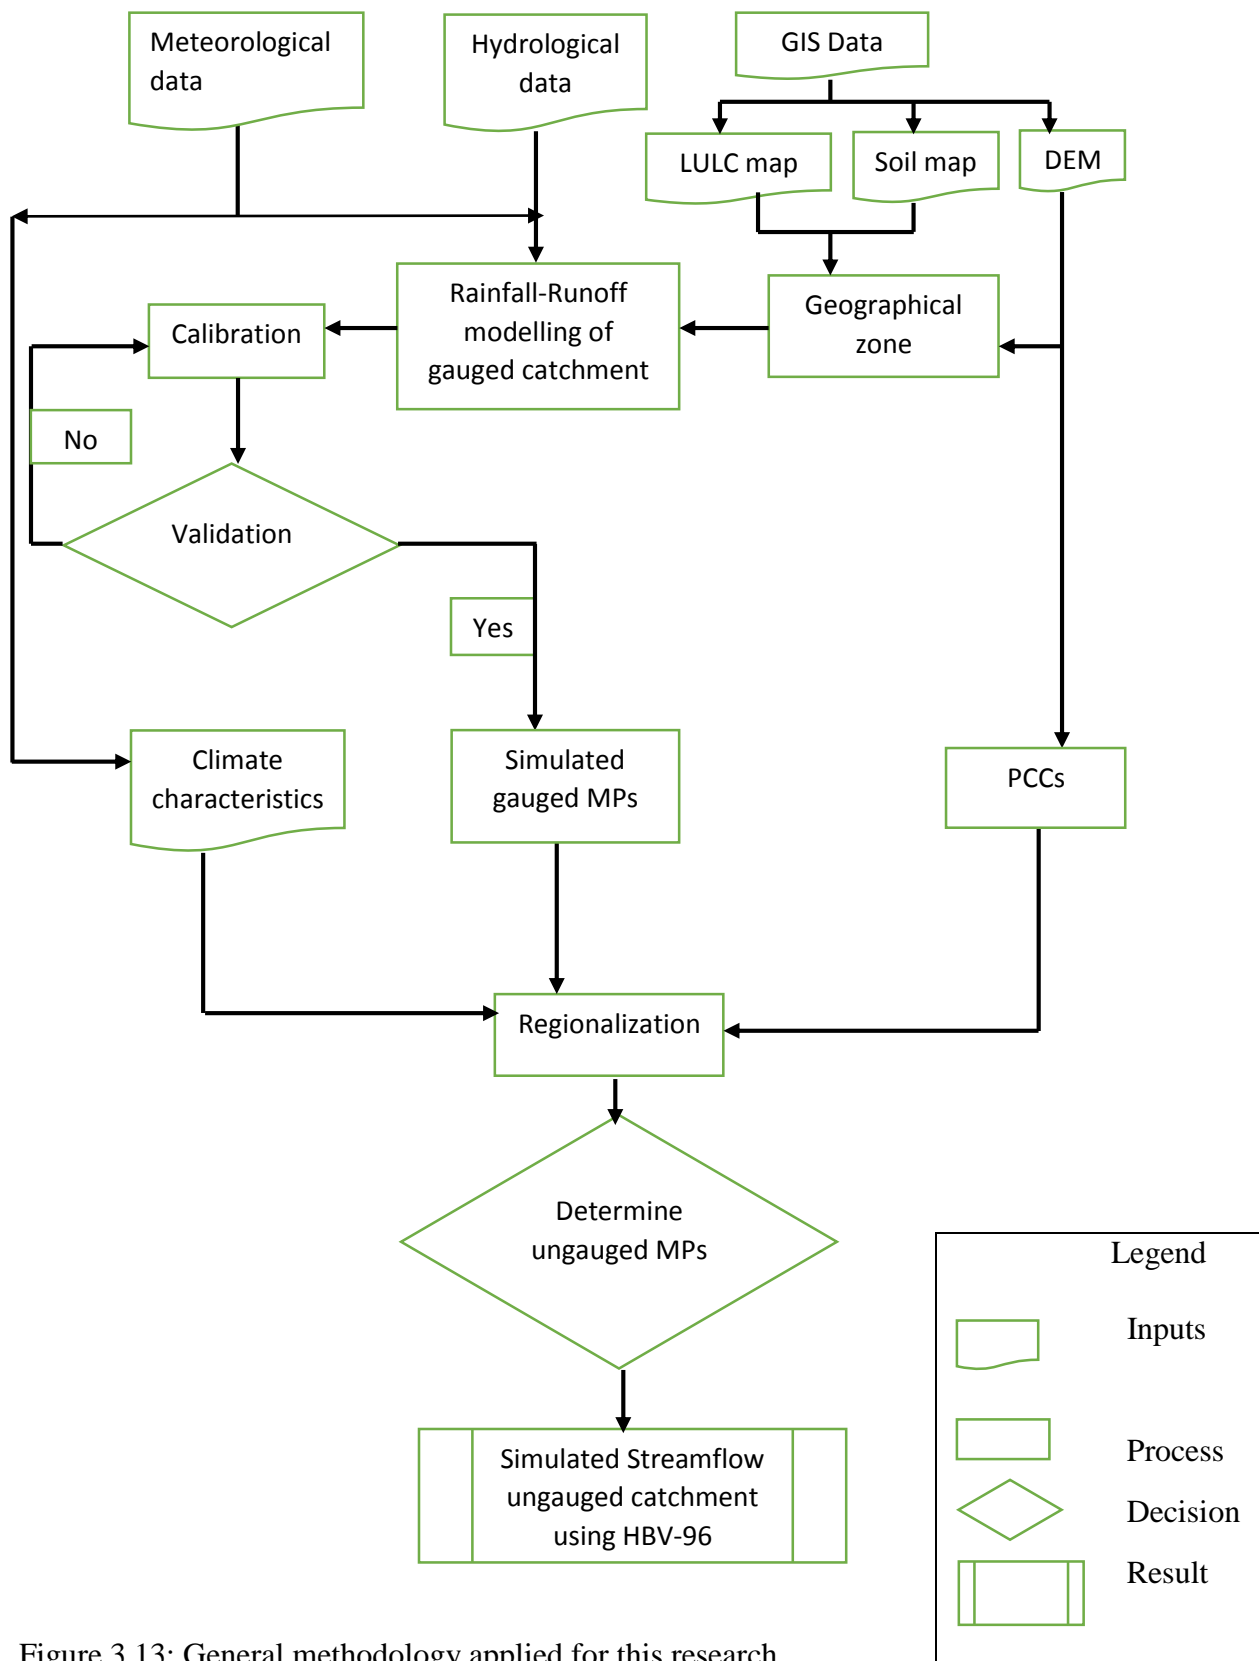 Meteorological
data
Hydrological
data
GIS Data
LULC map
Soil map
DEM
Rainfall-Runoff
modelling of
gauged catchment
Geographical
zone
Calibration
No
Validation
Yes
Climate
characteristics
Simulated
gauged MPs
PCCs
Regionalization
Determine
ungauged MPs
Simulated Streamflow
ungauged catchment
using HBV-96
Legend
Inputs
Process
Decision
Result
Figure 3.13: General methodology applied for this research